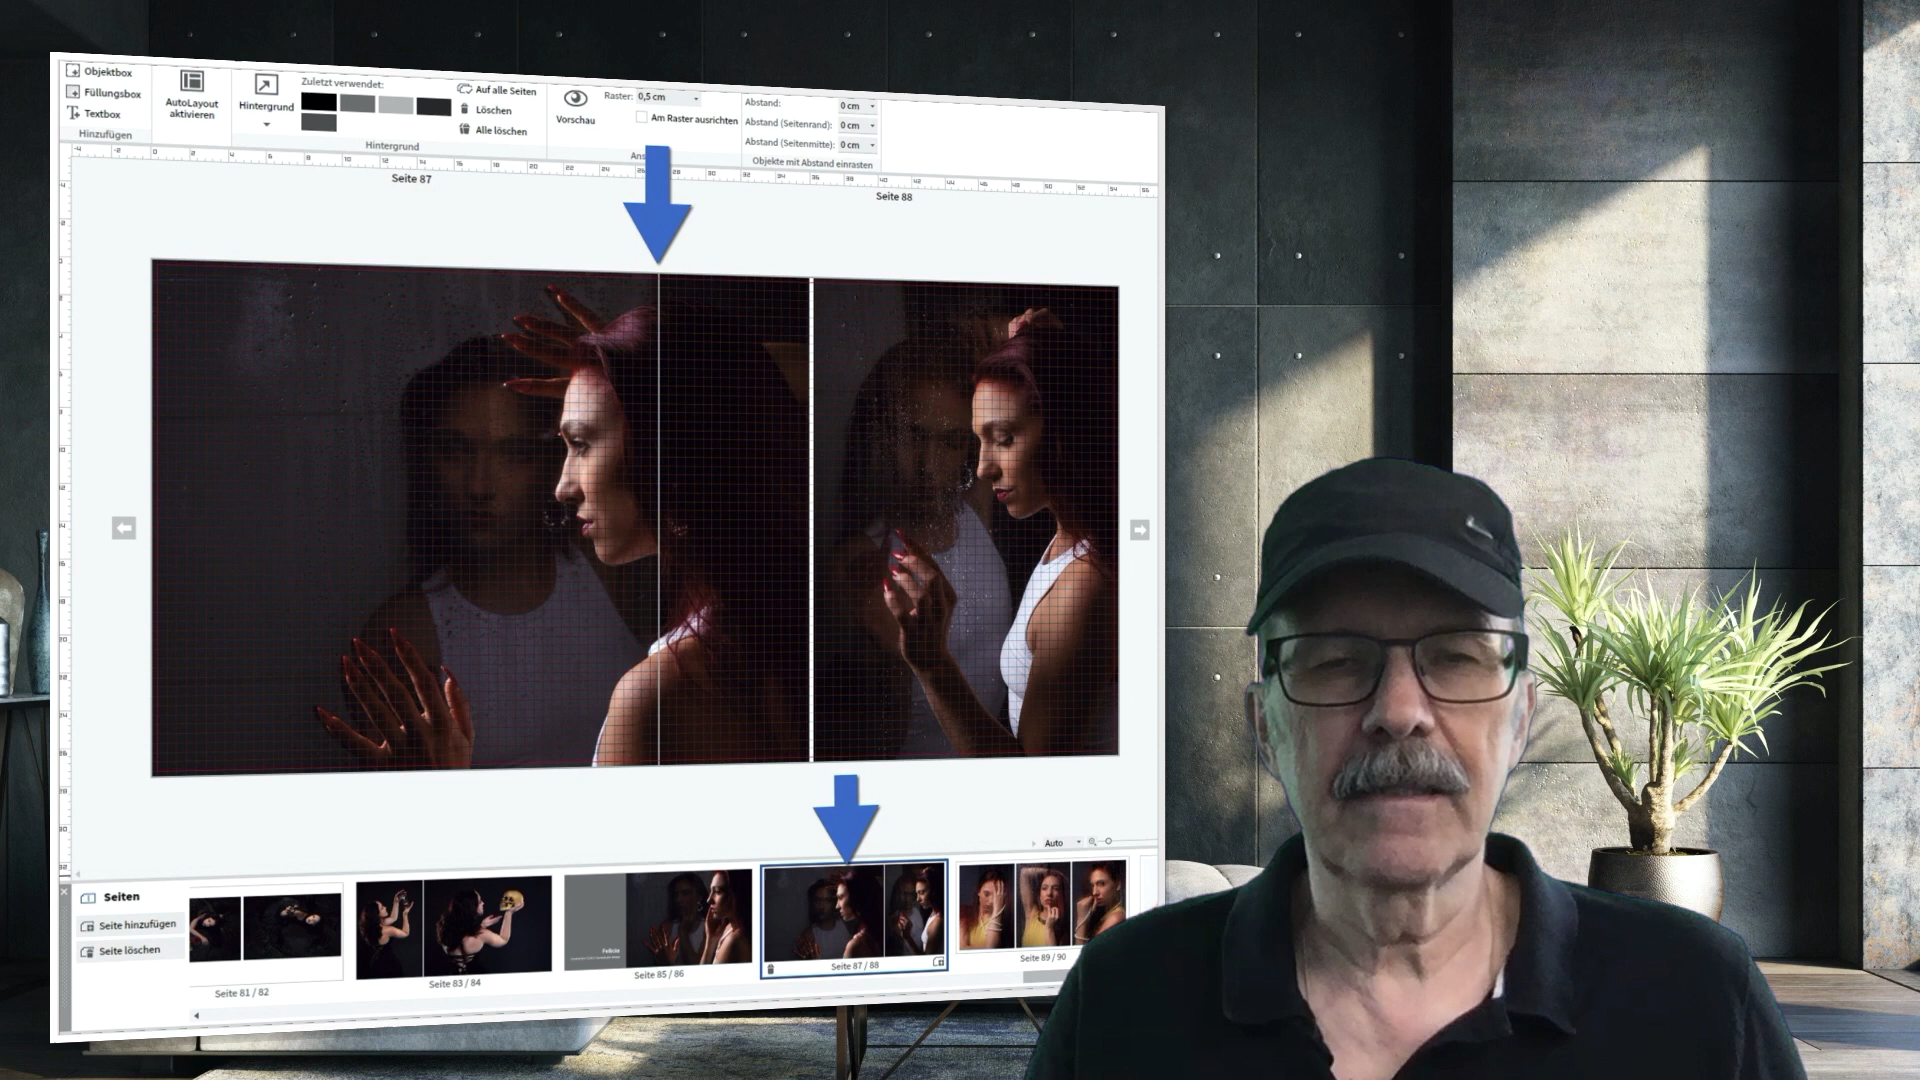 Objektbox
Füllungsbox
Textbox
Hinzufügen
AutoLayout
aktivieren
Hintergrund
Zuletzt verwendet:
Auf alle Seiten
Löschen
Alle löschen
Hintergrund
Vorschau
Raster: 0,5 cm
Am Raster ausrichten
Ans
Abstand: 0 cm
Abstand (Seitenrand): 0 cm
Abstand (Seitenmitte): 0 cm
Objekte mit Abstand einrasten
Seite 87
Seite 88
Auto
Seiten
Seite hinzufügen
Seite löschen
Seite 81 / 82
Seite 83 / 84
Felicia
Seite 85 / 86
Seite 87 / 88
Seite 89 / 90